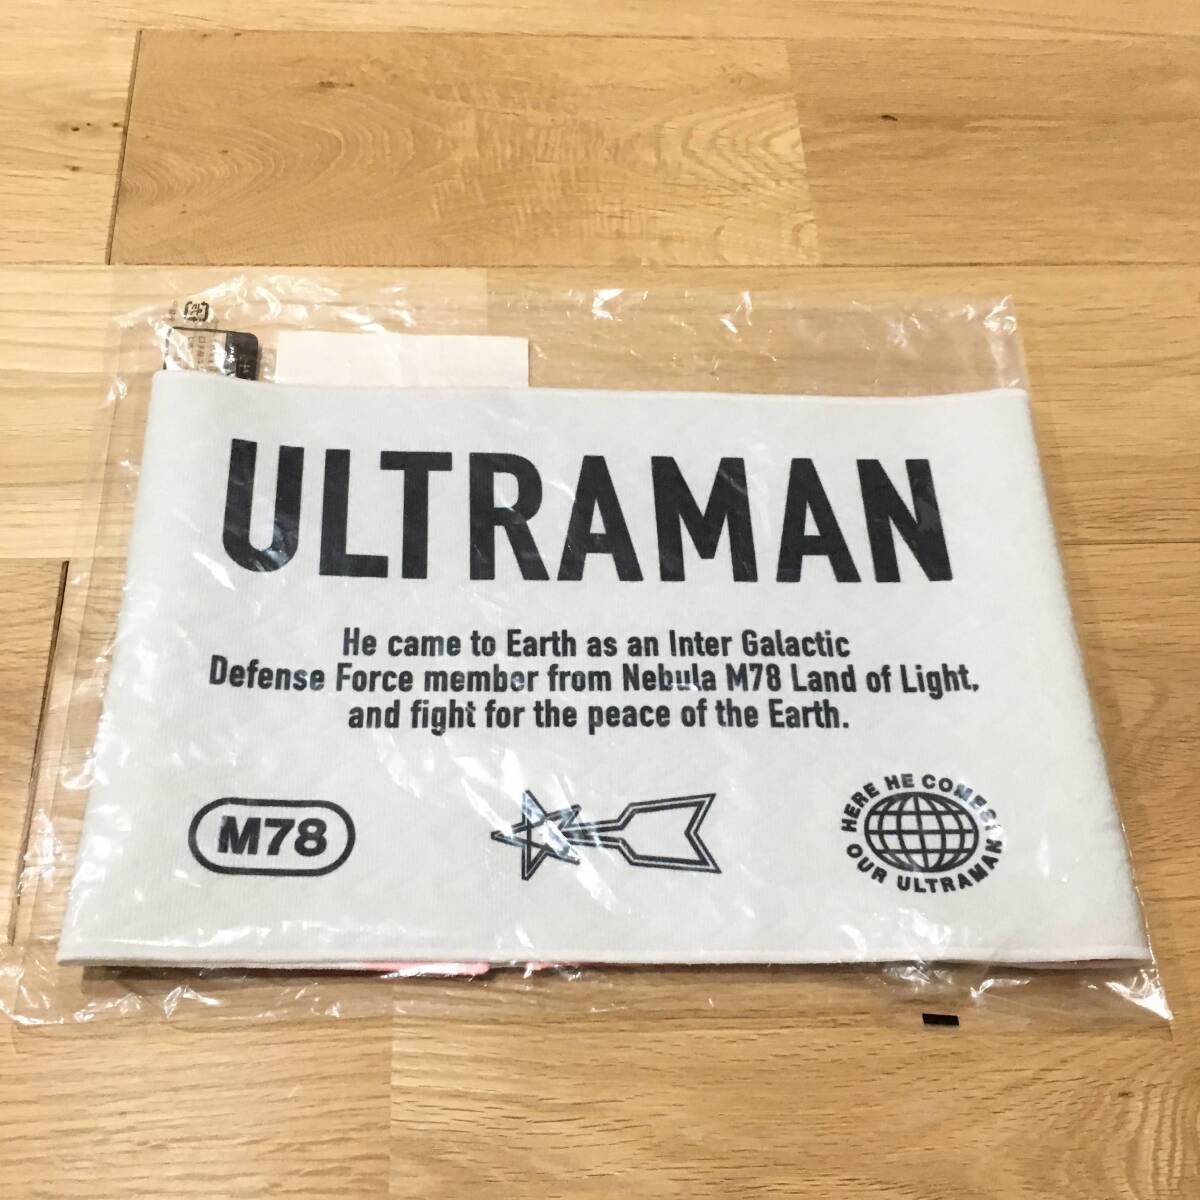 ULTRAMAN
He came to Earth as an Inter Galactic
Defense Force member from Nebula M78 Land of Light,
and fight for the peace of the Earth.
M78
HERE HE COMES!
OUR ULTRAMAN